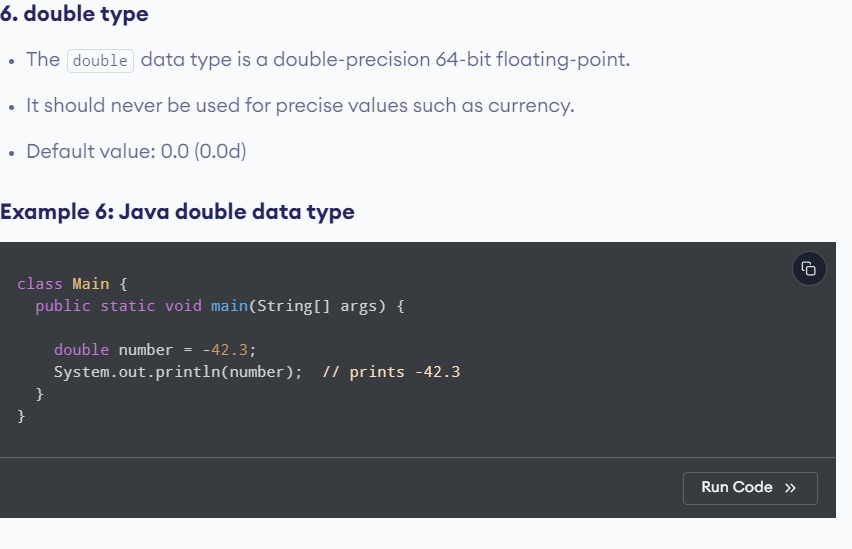 6. double type
• The double data type is a double-precision 64-bit floating-point.
• It should never be used for precise values such as currency.
• Default value: 0.0 (0.0d)
Example 6: Java double data type
class Main {
  public static void main(String[] args) {

    double number = -42.3;
    System.out.println(number);  // prints -42.3
  }
}
Run Code »